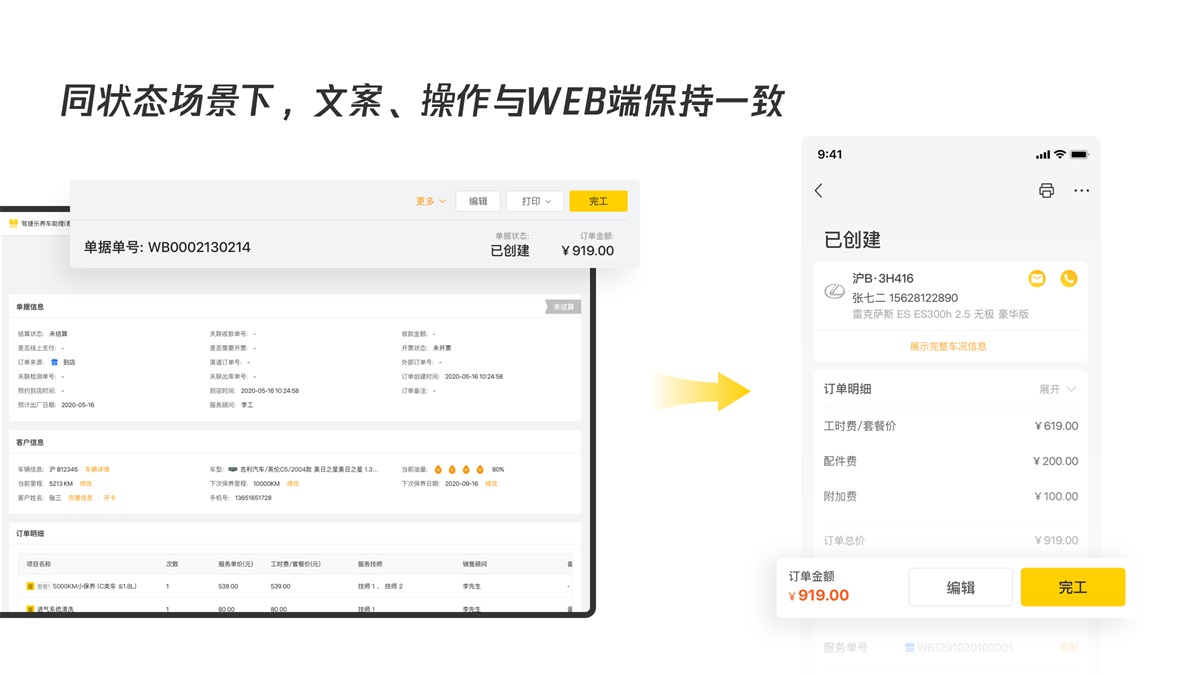 同状态场景下，文案、操作与WEB端保持一致
更多 编辑 打印 完工
驾捷乐养车助理(看
单据单号: WB0002130214
单据状态: 已创建
订单金额: ¥919.00
单据信息 未结算
结算状态: 未结算 关联收款单号: - 收款金额: -
是否线上支付: - 是否需要开票: - 开票状态: 未开票
订单来源: 到店 渠道订单号: - 外部订单号: -
关联检测单号: - 关联出库单号: - 订单创建时间: 2020-05-16 10:24:58
预约到店时间: - 到店时间: 2020-05-16 10:24:58 订单备注: -
预计出厂日期: 2020-05-16 服务顾问: 李工
客户信息
车辆信息: 沪 B12345 车辆详情 车型: 吉利汽车/英伦C5/2004款 美日之星美日之星 1.3... 当前油量: 80%
当前里程: 5213 KM 修改 下次保养里程: 10000KM 修改 下次保养日期: 2020-09-16 修改
客户姓名: 张三 完善信息 | 开卡 手机号: 13651651728
订单明细
项目名称 次数 服务单价(元) 工时费/套餐价(元) 服务技师 销售顾问 备
套餐1 5000KM小保养 (C类车 ≤1.8L) 1 539.00 539.00 技师 1 、 技师 2 李先生 -
进气系统清洗 1 80.00 80.00 技师 1 李先生
9:41
已创建
沪B·3H416
张七二 15628122890
雷克萨斯 ES ES300h 2.5 无极 豪华版
展示完整车况信息
订单明细 展开
工时费/套餐价 ¥619.00
配件费 ¥200.00
附加费 ¥100.00
订单总价 ¥919.00
订单金额
¥919.00
编辑 完工
服务单号 WB1291020102001 复制